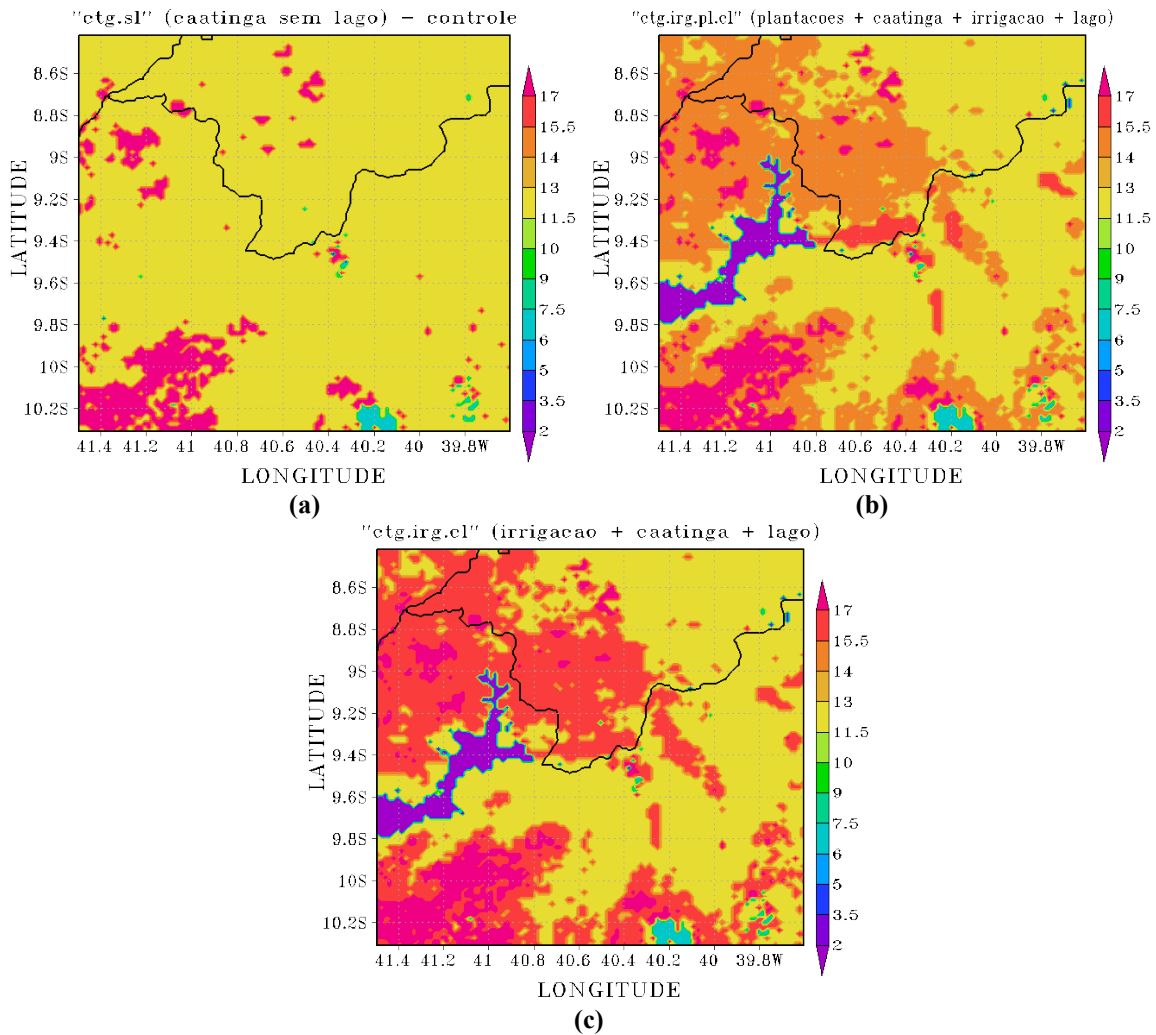 "ctg.sl" (caatinga sem lago) – controle
LATITUDE
8.6S
8.8S
9S
9.2S
9.4S
9.6S
9.8S
10S
10.2S
41.4 41.2 41 40.8 40.6 40.4 40.2 40 39.8W
LONGITUDE
17
15.5
14
13
11.5
10
9
7.5
6
5
3.5
2
(a)
"ctg.irg.pl.cl" (plantacoes + caatinga + irrigacao + lago)
LATITUDE
8.6S
8.8S
9S
9.2S
9.4S
9.6S
9.8S
10S
10.2S
41.4 41.2 41 40.8 40.6 40.4 40.2 40 39.8W
LONGITUDE
17
15.5
14
13
11.5
10
9
7.5
6
5
3.5
2
(b)
"ctg.irg.cl" (irrigacao + caatinga + lago)
LATITUDE
8.6S
8.8S
9S
9.2S
9.4S
9.6S
9.8S
10S
10.2S
41.4 41.2 41 40.8 40.6 40.4 40.2 40 39.8W
LONGITUDE
17
15.5
14
13
11.5
10
9
7.5
6
5
3.5
2
(c)